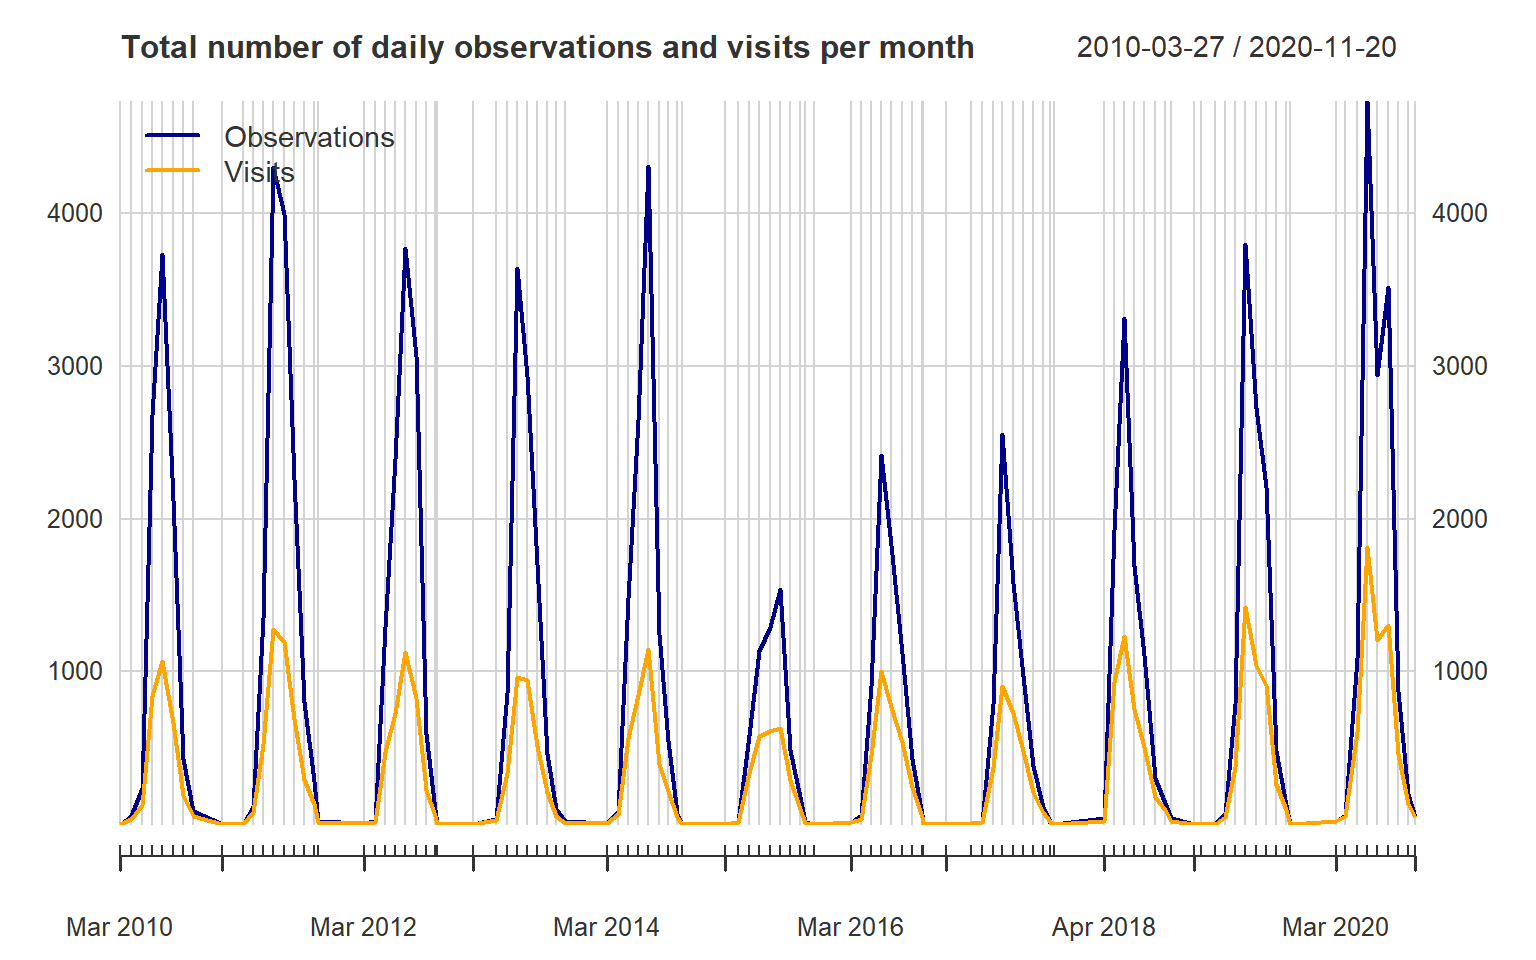 Total number of daily observations and visits per month 2010-03-27 / 2020-11-20
Observations
Visits
4000 4000
3000 3000
2000 2000
1000 1000
Mar 2010 Mar 2012 Mar 2014 Mar 2016 Apr 2018 Mar 2020